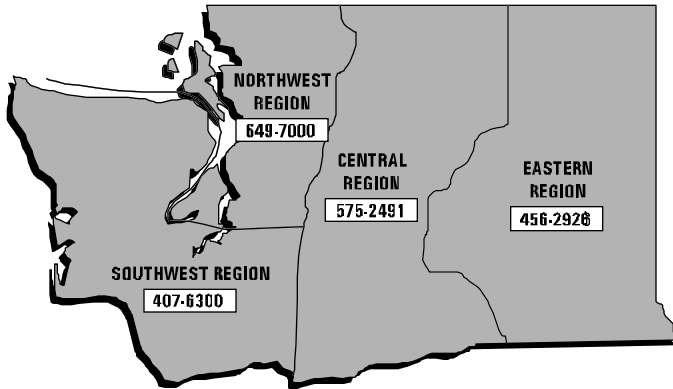 NORTHWEST
REGION
649-7000
CENTRAL
REGION
575-2491
EASTERN
REGION
456-2926
SOUTHWEST REGION
407-6300